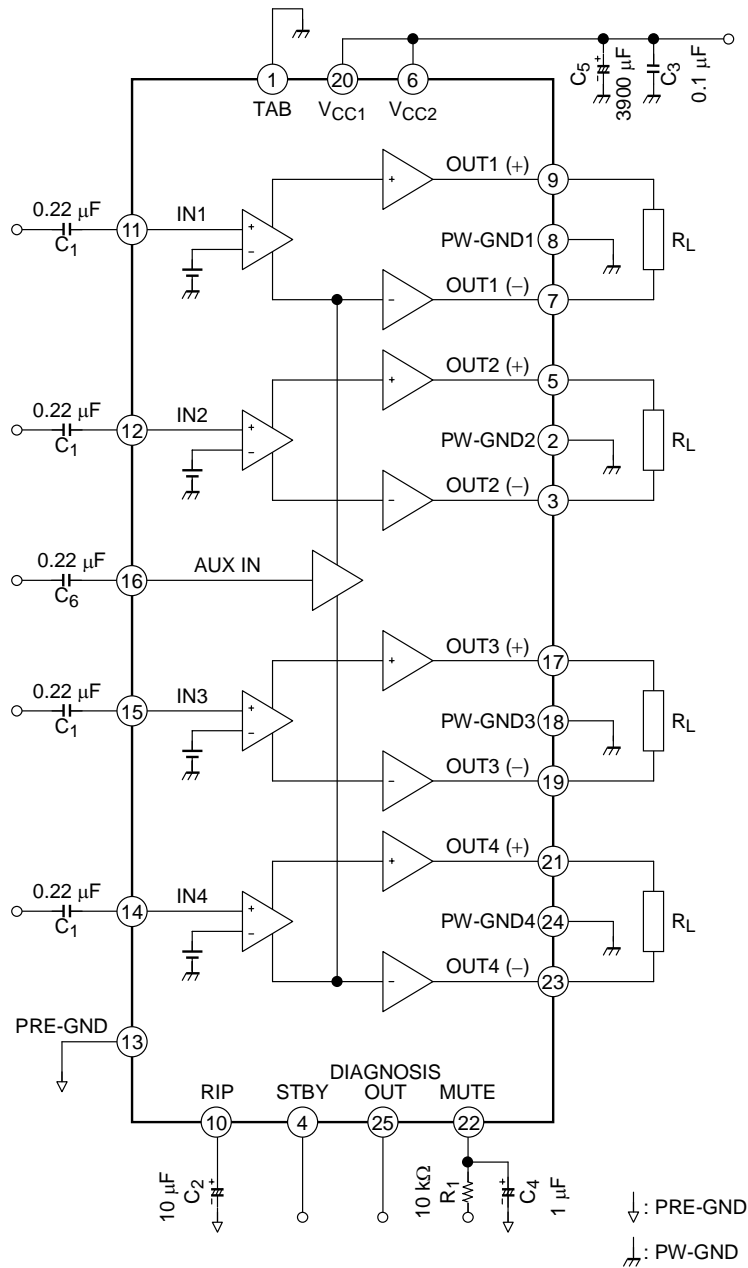 1
20
6
TAB
VCC1
VCC2
C5
3900 μF
C3
0.1 μF
0.22 μF
C1
11
IN1
+
−
+
−
OUT1 (+)
9
PW-GND1
8
OUT1 (−)
7
RL
0.22 μF
C1
12
IN2
+
−
+
−
OUT2 (+)
5
PW-GND2
2
OUT2 (−)
3
RL
0.22 μF
C6
16
AUX IN
0.22 μF
C1
15
IN3
+
−
+
−
OUT3 (+)
17
PW-GND3
18
OUT3 (−)
19
RL
0.22 μF
C1
14
IN4
+
−
+
−
OUT4 (+)
21
PW-GND4
24
OUT4 (−)
23
RL
PRE-GND
13
RIP
STBY
DIAGNOSIS
OUT
MUTE
10
4
25
22
10 μF
C2
10 kΩ
R1
C4
1 μF
: PRE-GND
: PW-GND